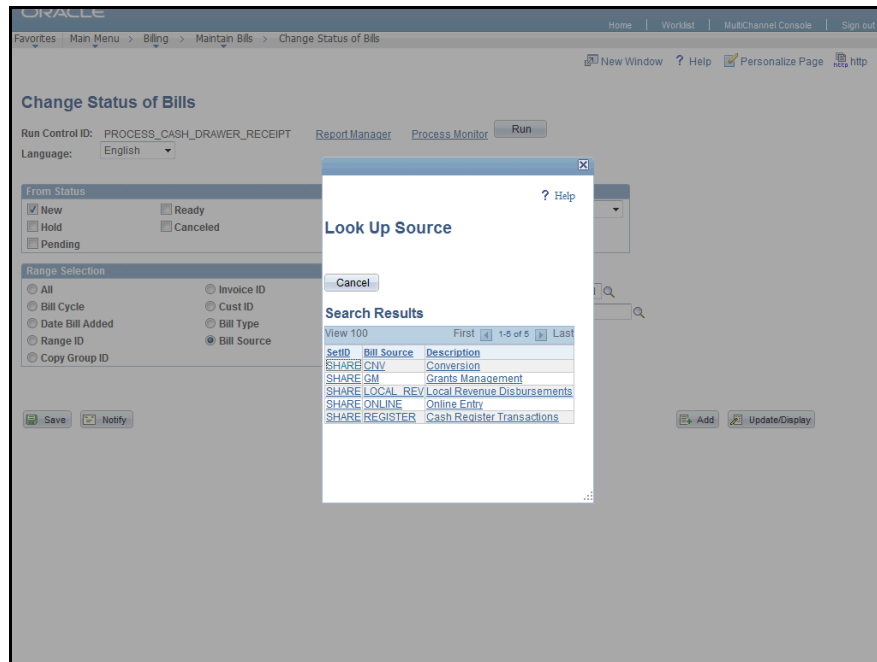 ORACLE
Home | Worklist | MultiChannel Console | Sign out
Favorites | Main Menu > Billing > Maintain Bills > Change Status of Bills
New Window ? Help Personalize Page http
Change Status of Bills
Run Control ID: PROCESS_CASH_DRAWER_RECEIPT Report Manager Process Monitor Run
Language: English
From Status
New Ready
Hold Canceled
Pending
Range Selection
All Invoice ID
Bill Cycle Cust ID
Date Bill Added Bill Type
Range ID Bill Source
Copy Group ID
Save Notify
Add Update/Display
? Help
Look Up Source
Cancel
Search Results
View 100 First 1-5 of 5 Last
SetID Bill Source Description
SHARE CNV Conversion
SHARE GM Grants Management
SHARE LOCAL_REV Local Revenue Disbursements
SHARE ONLINE Online Entry
SHARE REGISTER Cash Register Transactions